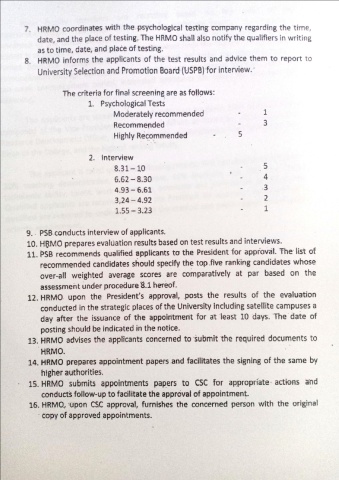 7. HRMO coordinates with the psychological testing company regarding the time,
date, and the place of testing. The HRMO shall also notify the qualifiers in writing
as to time, date, and place of testing.
8. HRMO informs the applicants of the test results and advice them to report to
University Selection and Promotion Board (USPB) for interview.
The criteria for final screening are as follows:
1. Psychological Tests
Moderately recommended - 1
Recommended - 3
Highly Recommended - 5
2. Interview
8.31 – 10 - 5
6.62 – 8.30 - 4
4.93 – 6.61 - 3
3.24 – 4.92 - 2
1.55 – 3.23 - 1
9. PSB conducts interview of applicants.
10. HRMO prepares evaluation results based on test results and interviews.
11. PSB recommends qualified applicants to the President for approval. The list of
recommended candidates should specify the top five ranking candidates whose
over-all weighted average scores are comparatively at par based on the
assessment under procedure 8.1 hereof.
12. HRMO upon the President's approval, posts the results of the evaluation
conducted in the strategic places of the University including satellite campuses a
day after the issuance of the appointment for at least 10 days. The date of
posting should be indicated in the notice.
13. HRMO advises the applicants concerned to submit the required documents to
HRMO.
14. HRMO prepares appointment papers and facilitates the signing of the same by
higher authorities.
15. HRMO submits appointments papers to CSC for appropriate actions and
conducts follow-up to facilitate the approval of appointment.
16. HRMO, upon CSC approval, furnishes the concerned person with the original
copy of approved appointments.